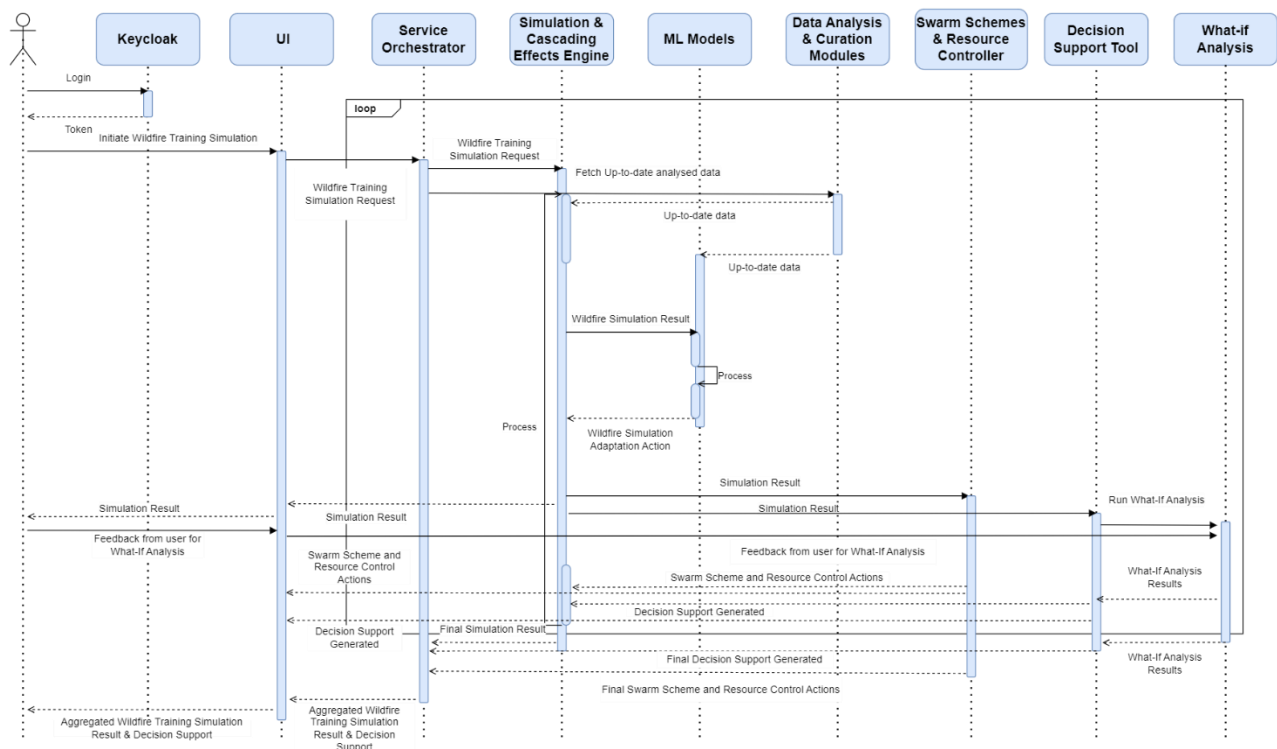 Keycloak
UI
Service
Orchestrator
Simulation &
Cascading
Effects Engine
ML Models
Data Analysis
& Curation
Modules
Swarm Schemes
& Resource
Controller
Decision
Support Tool
What-if
Analysis
Login
loop
Token
Initiate Wildfire Training Simulation
Wildfire Training
Simulation Request
Fetch Up-to-date analysed data
Wildfire Training
Simulation Request
Up-to-date data
Up-to-date data
Wildfire Simulation Result
Process
Process
Wildfire Simulation
Adaptation Action
Simulation Result
Run What-If Analysis
Simulation Result
Simulation Result
Simulation Result
Feedback from user for
What-If Analysis
Feedback from user for What-If Analysis
Swarm Scheme and
Resource Control
Actions
Swarm Scheme and Resource Control Actions
What-If Analysis
Results
Decision Support Generated
Decision Support
Generated
Final Simulation Result
What-If Analysis
Results
Final Decision Support Generated
Final Swarm Scheme and Resource Control Actions
Aggregated Wildfire Training Simulation
Result & Decision Support
Aggregated Wildfire
Training Simulation
Result & Decision
Support